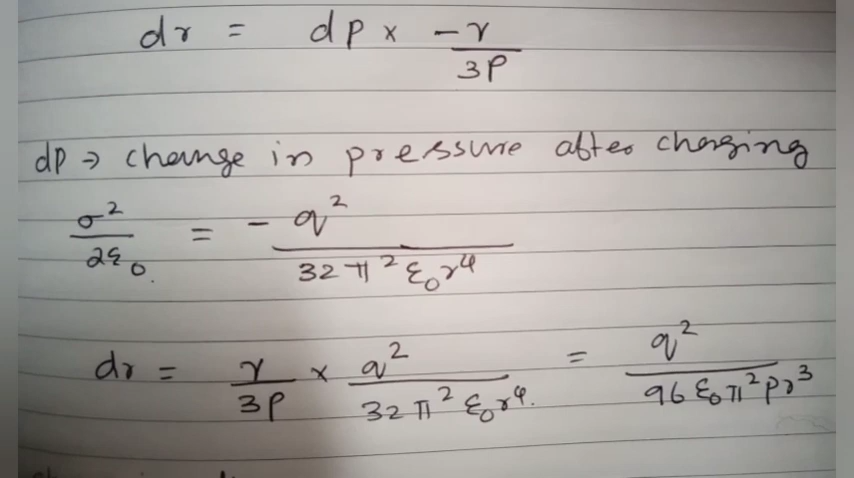 dr = dp × -r/3P
dp → change in pressure after charging
σ²/2ε₀. = - q²/32π²ε₀r⁴
dr = r/3P × q²/32π²ε₀r⁴. = q²/96ε₀π²pr³